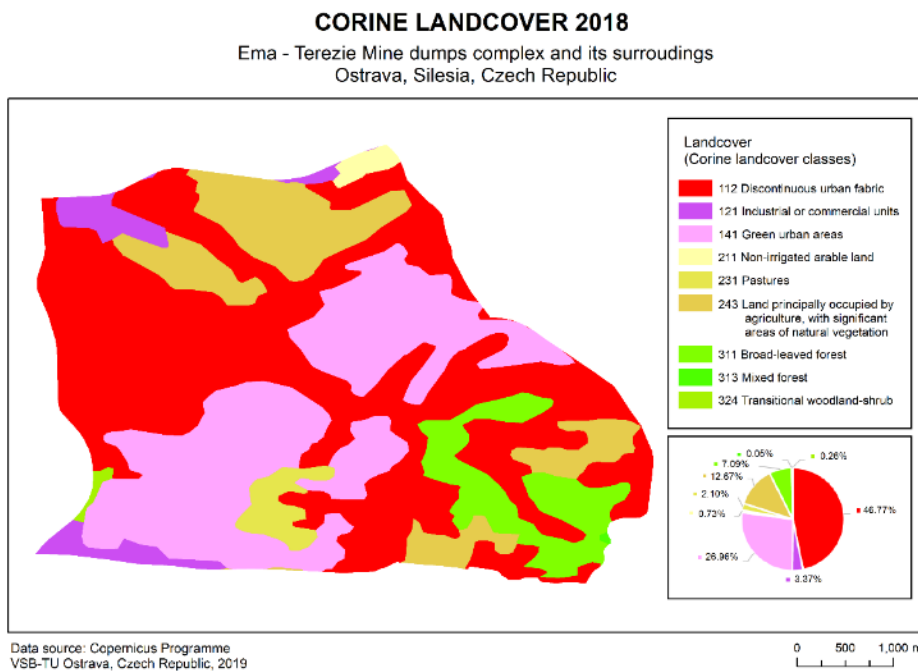 CORINE LANDCOVER 2018
Ema - Terezie Mine dumps complex and its surroudings
Ostrava, Silesia, Czech Republic
Landcover
(Corine landcover classes)
112 Discontinuous urban fabric
121 Industrial or commercial units
141 Green urban areas
211 Non-irrigated arable land
231 Pastures
243 Land principally occupied by
agriculture, with significant
areas of natural vegetation
311 Broad-leaved forest
313 Mixed forest
324 Transitional woodland-shrub
0.05%
0.26%
7.09%
12.67%
2.10%
0.73%
46.77%
26.96%
3.37%
Data source: Copernicus Programme
VSB-TU Ostrava, Czech Republic, 2019
0 500 1,000 m